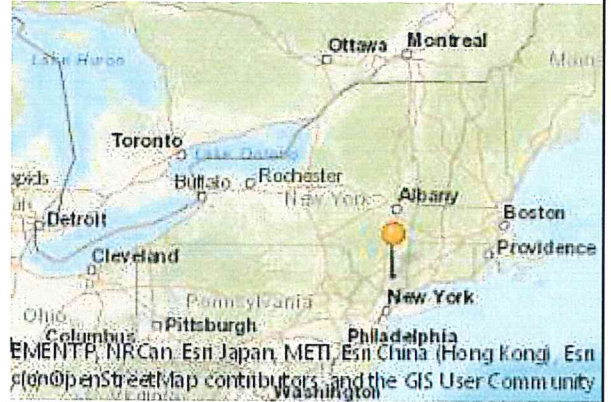 Ottawa
Montreal
Lake Huron
Toronto
Lake Ontario
Buffalo
Rochester
New York
Albany
Boston
Detroit
Cleveland
Providence
Pennsylvania
New York
Ohio
Columbus
Pittsburgh
Philadelphia
EMENT P, NRCan, Esri Japan, METI, Esri China (Hong Kong), Esri
OpenStreetMap contributors, and the GIS User Community
Washington